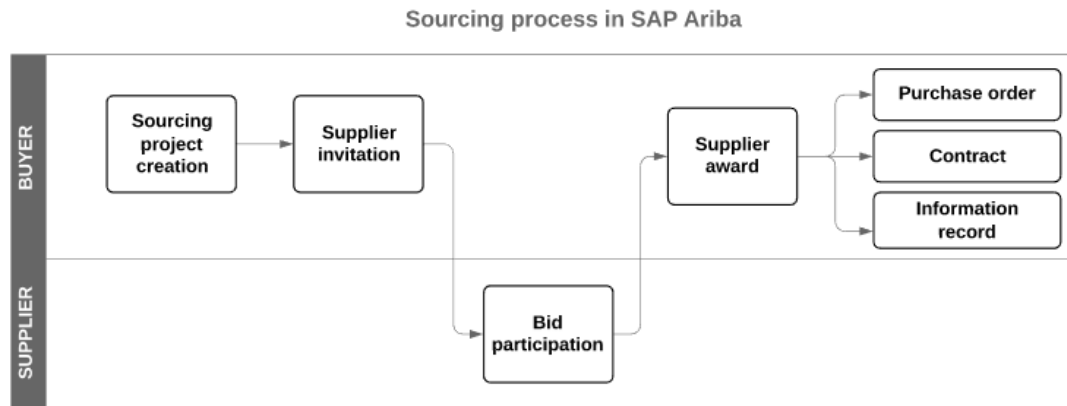 Sourcing process in SAP Ariba
BUYER
Sourcing
project
creation
Supplier
invitation
Supplier
award
Purchase order
Contract
Information
record
SUPPLIER
Bid
participation